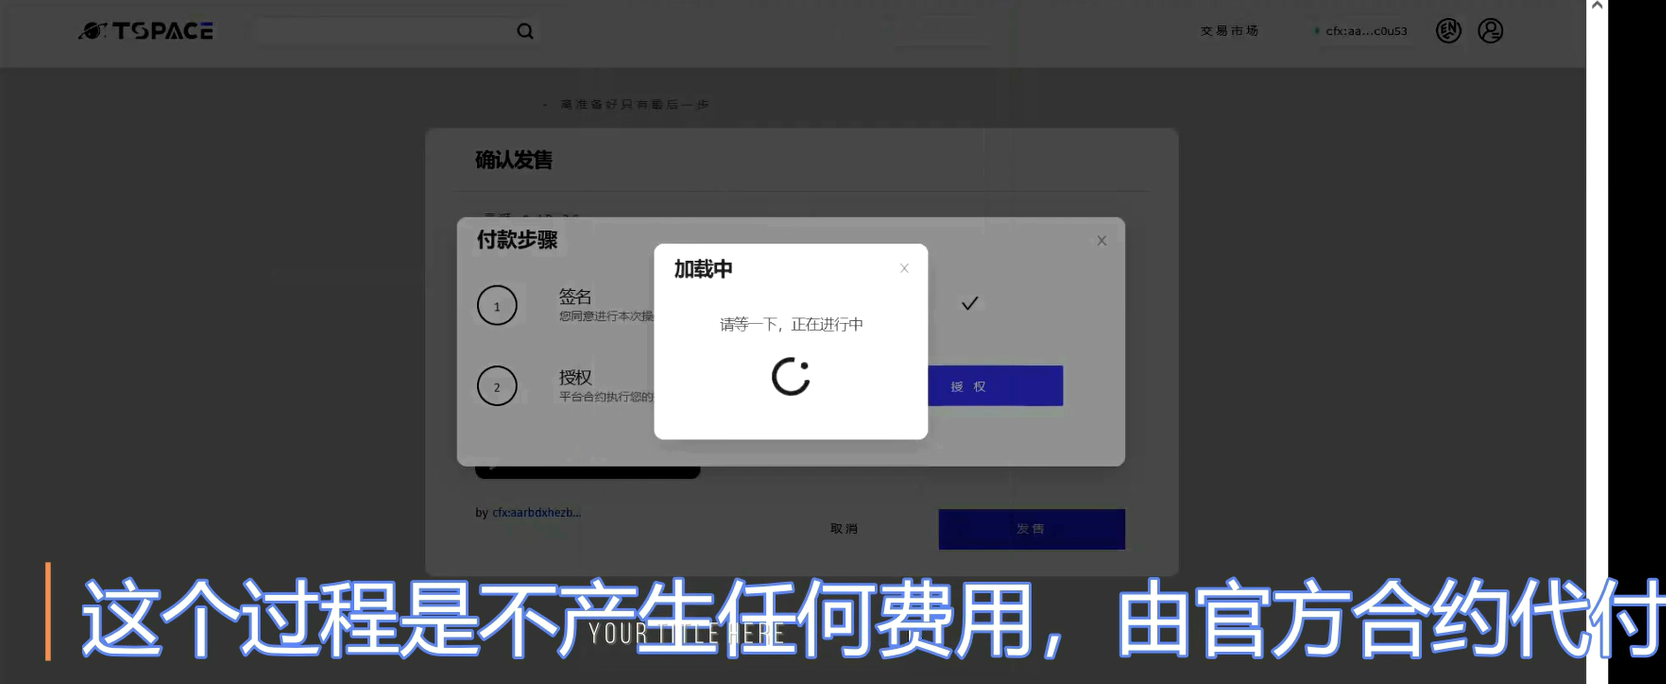 TSPACE
交易市场
cfx:aa...c0u53
EN
- 高准备好只有最后一步
确认发售
付款步骤
X
加载中
X
1
签名
您同意进行本次操
请等一下，正在进行中
2
授权
平台合约执行您的
授 权
by cfx:aarbdxhezb...
取消
发售
这个过程是不产生任何费用，由官方合约代付
YOUR TITLE HERE